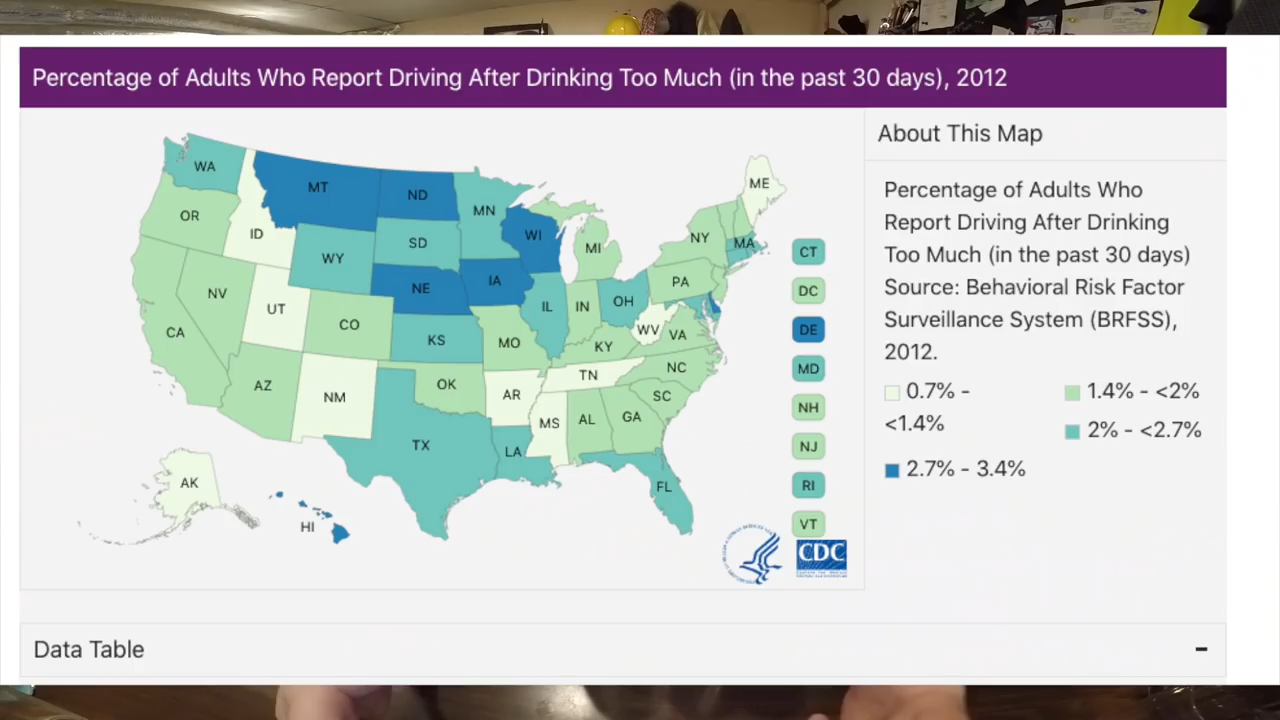 Percentage of Adults Who Report Driving After Drinking Too Much (in the past 30 days), 2012
WA
MT
ND
MN
ME
OR
ID
WY
SD
WI
MI
NY
MA
NV
UT
CO
NE
IA
IL
IN
OH
PA
CA
KS
MO
KY
WV
VA
AZ
NM
OK
AR
TN
NC
SC
TX
LA
MS
AL
GA
FL
AK
HI
CT
DC
DE
MD
NH
NJ
RI
VT
CDC
About This Map
Percentage of Adults Who
Report Driving After Drinking
Too Much (in the past 30 days)
Source: Behavioral Risk Factor
Surveillance System (BRFSS),
2012.
0.7% -
<1.4%
1.4% - <2%
2% - <2.7%
2.7% - 3.4%
Data Table